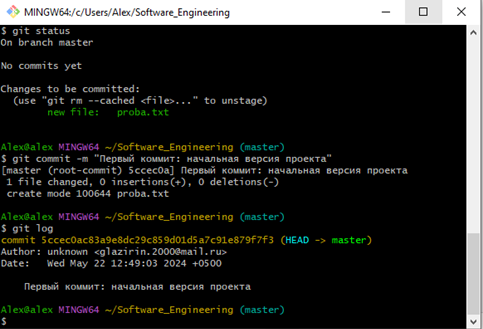 MINGW64:/c/Users/Alex/Software_Engineering
$ git status
On branch master
No commits yet
Changes to be committed:
(use "git rm --cached <file>..." to unstage)
new file: proba.txt
Alex@alex MINGW64 ~/Software_Engineering (master)
$ git commit -m "Первый коммит: начальная версия проекта"
[master (root-commit) 5ccec0a] Первый коммит: начальная версия проекта
1 file changed, 0 insertions(+), 0 deletions(-)
create mode 100644 proba.txt
Alex@alex MINGW64 ~/Software_Engineering (master)
$ git log
commit 5ccec0ac83a9e8dc29c859d01d5a7c91e879f7f3 (HEAD -> master)
Author: unknown <glazirin.2000@mail.ru>
Date: Wed May 22 12:49:03 2024 +0500
Первый коммит: начальная версия проекта
Alex@alex MINGW64 ~/Software_Engineering (master)
$